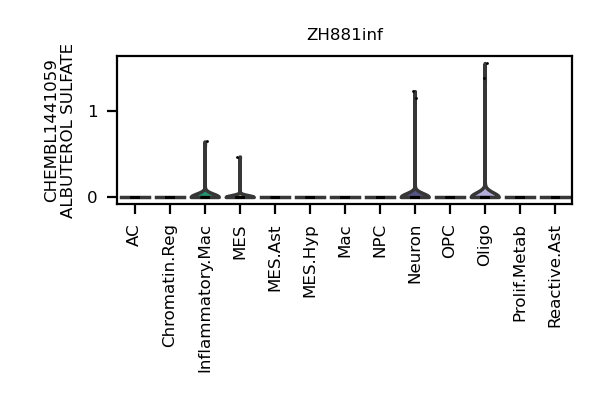 ZH881inf
CHEMBL1441059
ALBUTEROL SULFATE
1
0
AC
Chromatin.Reg
Inflammatory.Mac
MES
MES.Ast
MES.Hyp
Mac
NPC
Neuron
OPC
Oligo
Prolif.Metab
Reactive.Ast